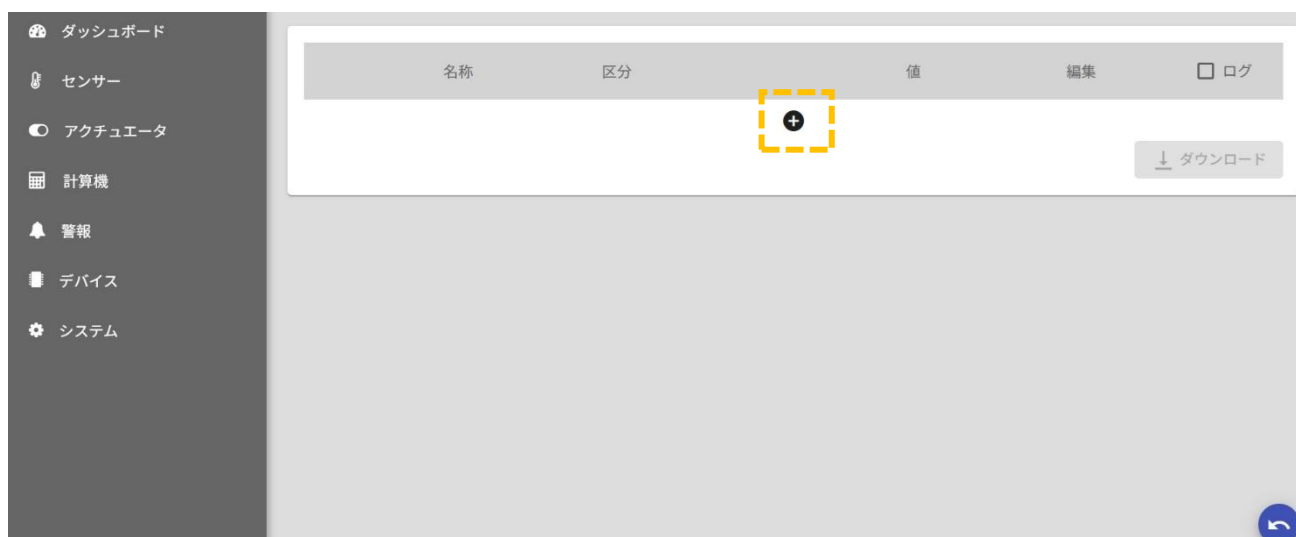 ダッシュボード
センサー
アクチュエータ
計算機
警報
デバイス
システム
名称 区分 値 編集 ログ
ダウンロード